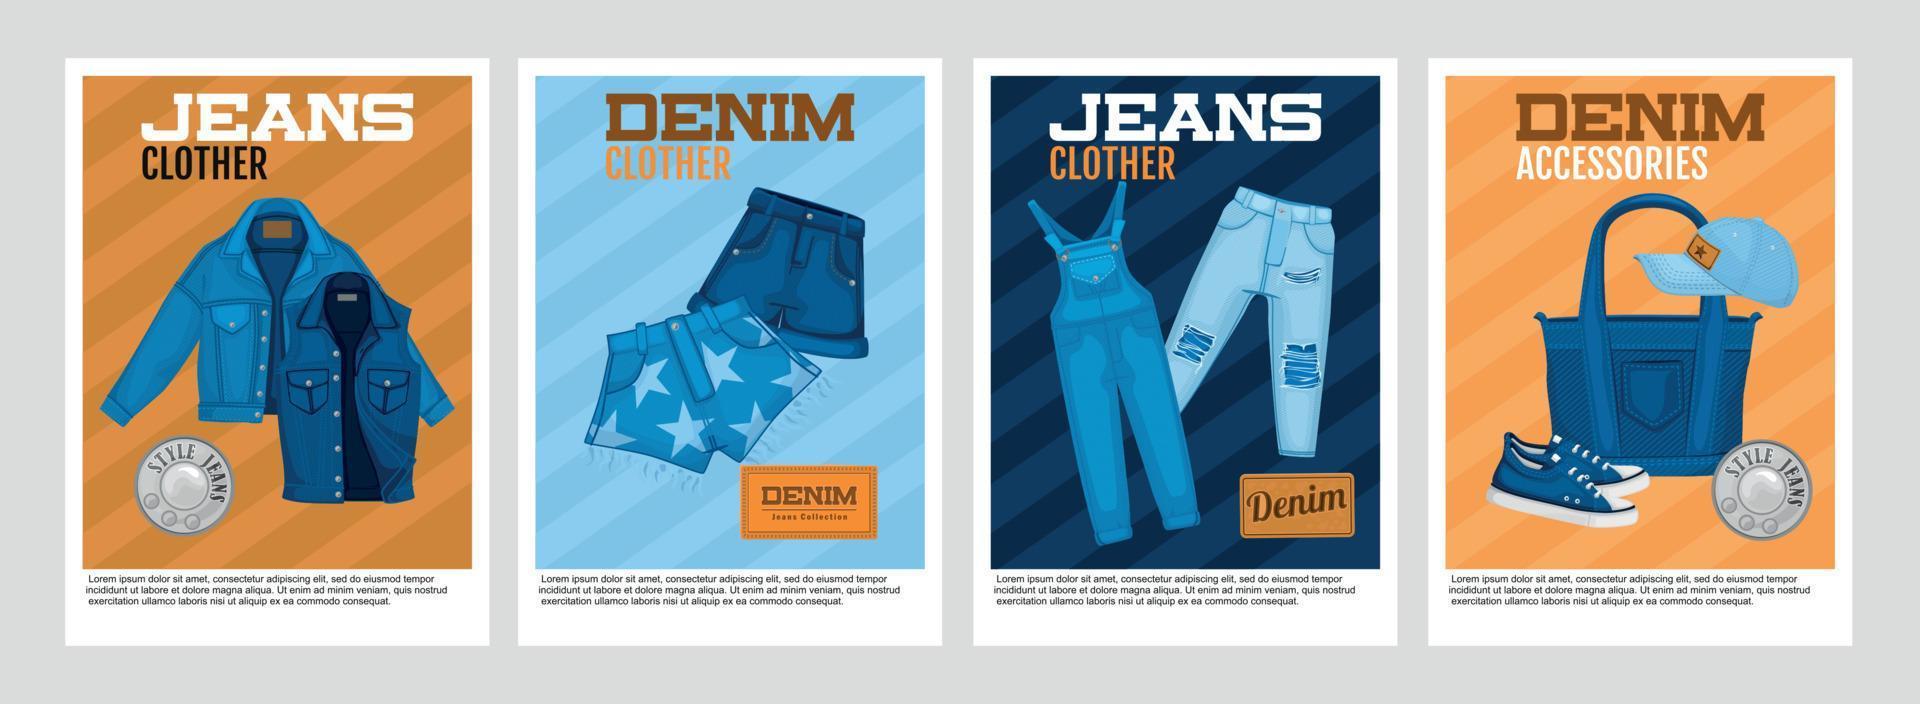 JEANS
CLOTHER
STYLE JEANS
Lorem ipsum dolor sit amet, consectetur adipiscing elit, sed do eiusmod tempor
incididunt ut labore et dolore magna aliqua. Ut enim ad minim veniam, quis nostrud
exercitation ullamco laboris nisi ut aliquip ex ea commodo consequat.
DENIM
CLOTHER
DENIM
Jeans Collection
Lorem ipsum dolor sit amet, consectetur adipiscing elit, sed do eiusmod tempor
incididunt ut labore et dolore magna aliqua. Ut enim ad minim veniam, quis nostrud
exercitation ullamco laboris nisi ut aliquip ex ea commodo consequat.
JEANS
CLOTHER
Denim
Lorem ipsum dolor sit amet, consectetur adipiscing elit, sed do eiusmod tempor
incididunt ut labore et dolore magna aliqua. Ut enim ad minim veniam, quis nostrud
exercitation ullamco laboris nisi ut aliquip ex ea commodo consequat.
DENIM
ACCESSORIES
STYLE JEANS
Lorem ipsum dolor sit amet, consectetur adipiscing elit, sed do eiusmod tempor
incididunt ut labore et dolore magna aliqua. Ut enim ad minim veniam, quis nostrud
exercitation ullamco laboris nisi ut aliquip ex ea commodo consequat.